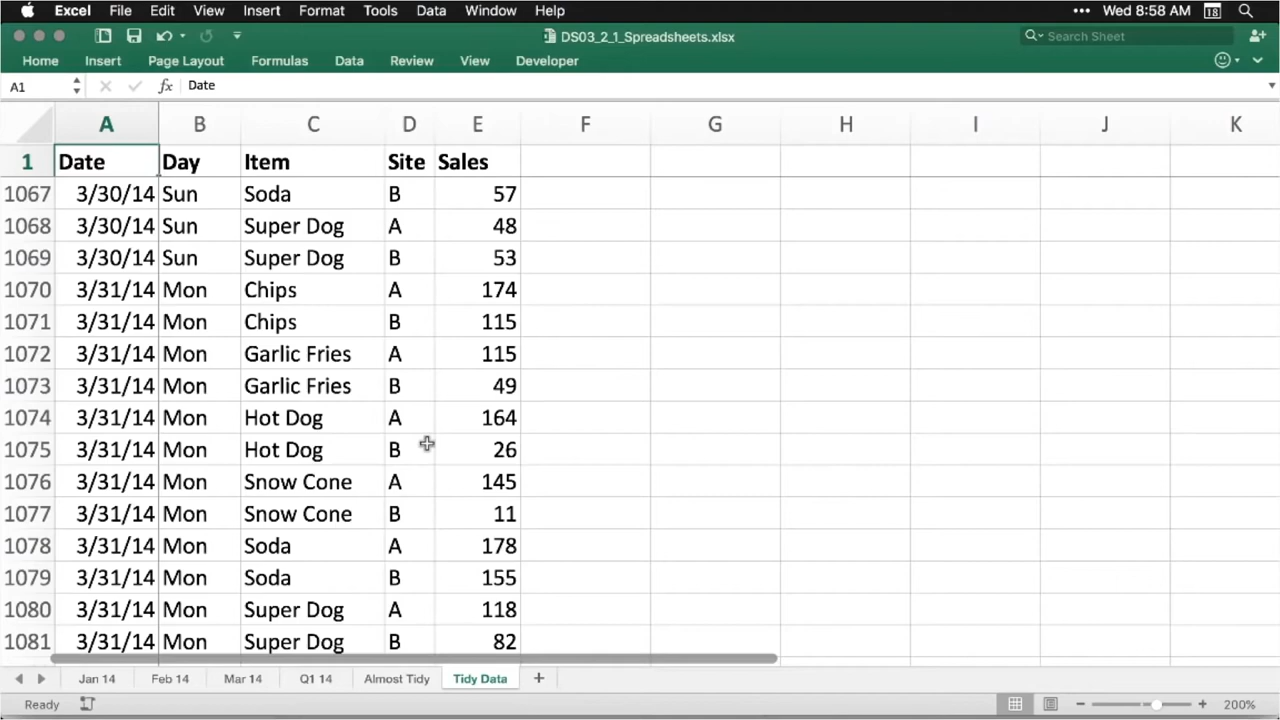 Excel File Edit View Insert Format Tools Data Window Help ••• Wed 8:58 AM 18
DS03_2_1_Spreadsheets.xlsx Search Sheet
Home Insert Page Layout Formulas Data Review View Developer
A1 fx Date
A B C D E F G H I J K
1 Date Day Item Site Sales
1067 3/30/14 Sun Soda B 57
1068 3/30/14 Sun Super Dog A 48
1069 3/30/14 Sun Super Dog B 53
1070 3/31/14 Mon Chips A 174
1071 3/31/14 Mon Chips B 115
1072 3/31/14 Mon Garlic Fries A 115
1073 3/31/14 Mon Garlic Fries B 49
1074 3/31/14 Mon Hot Dog A 164
1075 3/31/14 Mon Hot Dog B 26
1076 3/31/14 Mon Snow Cone A 145
1077 3/31/14 Mon Snow Cone B 11
1078 3/31/14 Mon Soda A 178
1079 3/31/14 Mon Soda B 155
1080 3/31/14 Mon Super Dog A 118
1081 3/31/14 Mon Super Dog B 82
Jan 14 Feb 14 Mar 14 Q1 14 Almost Tidy Tidy Data +
Ready − + 200%